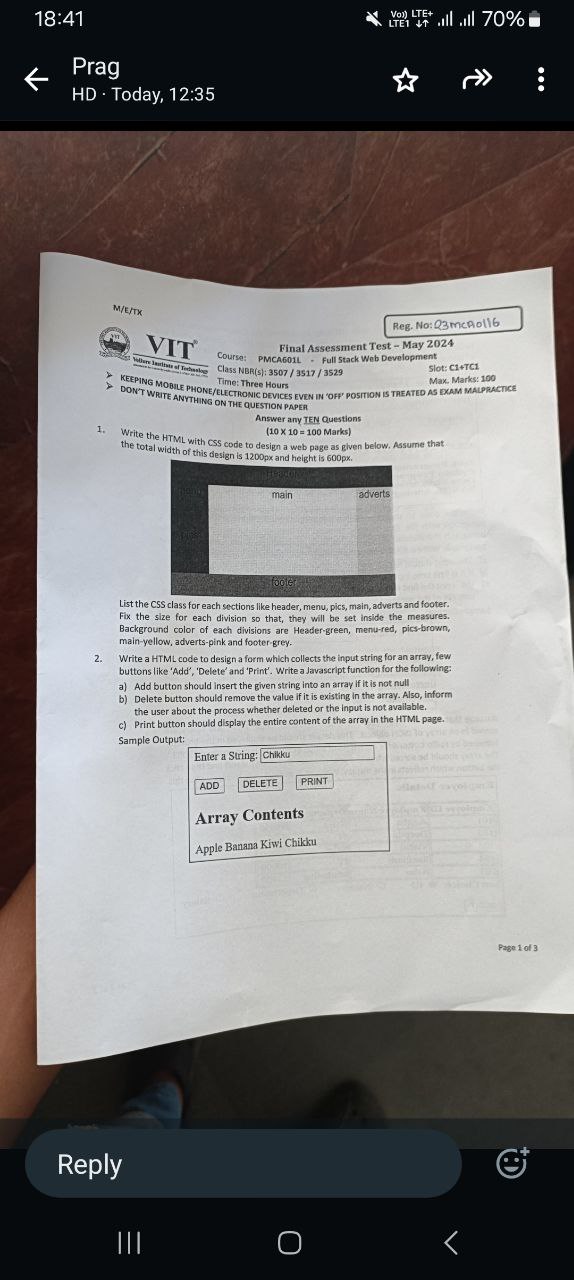 18:41
Vo)) LTE+
LTE1 ↓↑
70%
Prag
HD · Today, 12:35
M/E/TX
Reg. No: 23MCA0116
VIT
VIT
Vellore Institute of Technology
Final Assessment Test – May 2024
Course: PMCA601L - Full Stack Web Development
Class NBR(s): 3507 / 3517 / 3529
Slot: C1+TC1
Time: Three Hours
Max. Marks: 100
➤ KEEPING MOBILE PHONE/ELECTRONIC DEVICES EVEN IN 'OFF' POSITION IS TREATED AS EXAM MALPRACTICE
➤ DON'T WRITE ANYTHING ON THE QUESTION PAPER
Answer any TEN Questions
(10 X 10 = 100 Marks)
1. Write the HTML with CSS code to design a web page as given below. Assume that
the total width of this design is 1200px and height is 600px.
main
adverts
footer
List the CSS class for each sections like header, menu, pics, main, adverts and footer.
Fix the size for each division so that, they will be set inside the measures.
Background color of each divisions are Header-green, menu-red, pics-brown,
main-yellow, adverts-pink and footer-grey.
2. Write a HTML code to design a form which collects the input string for an array, few
buttons like 'Add', 'Delete' and 'Print'. Write a Javascript function for the following:
a) Add button should insert the given string into an array if it is not null
b) Delete button should remove the value if it is existing in the array. Also, inform
the user about the process whether deleted or the input is not available.
c) Print button should display the entire content of the array in the HTML page.
Sample Output:
Enter a String: Chikku
ADD DELETE PRINT
Array Contents
Apple Banana Kiwi Chikku
Page 1 of 3
Reply